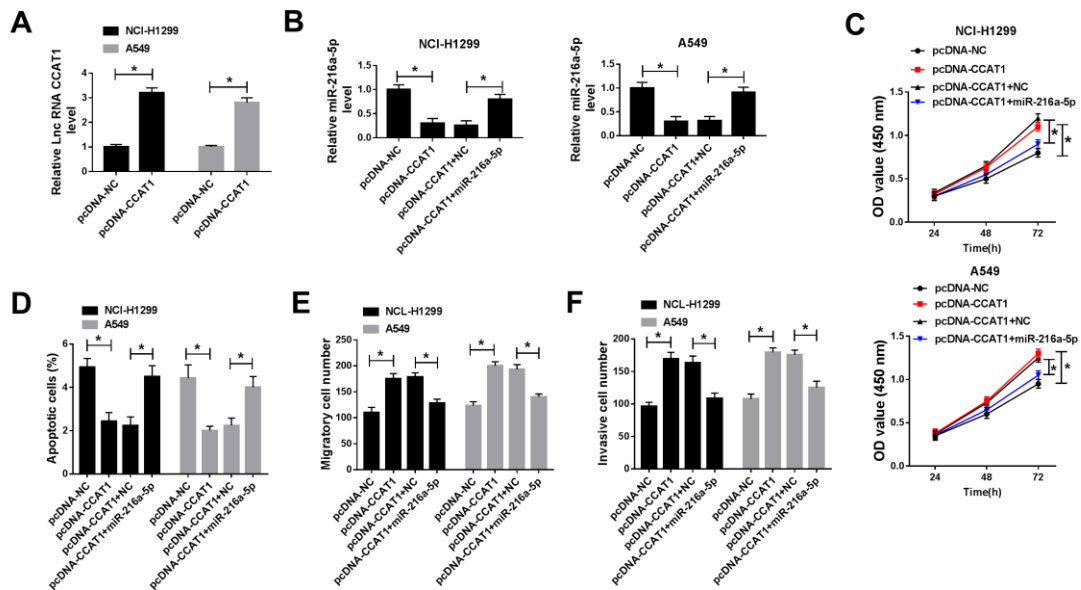 A
NCI-H1299
A549
Relative Lnc RNA CCAT1
level
4
3
2
1
0
*
*
pcDNA-NC
pcDNA-CCAT1
pcDNA-NC
pcDNA-CCAT1
B
NCI-H1299
Relative miR-216a-5p
level
1.5
1.0
0.5
0.0
*
*
pcDNA-NC
pcDNA-CCAT1
pcDNA-CCAT1+NC
pcDNA-CCAT1+miR-216a-5p
A549
Relative miR-216a-5p
level
1.5
1.0
0.5
0.0
*
*
pcDNA-NC
pcDNA-CCAT1
pcDNA-CCAT1+NC
pcDNA-CCAT1+miR-216a-5p
C
NCI-H1299
pcDNA-NC
pcDNA-CCAT1
pcDNA-CCAT1+NC
pcDNA-CCAT1+miR-216a-5p
OD value (450 nm)
1.5
1.0
0.5
0.0
*
*
24
48
72
Time(h)
A549
pcDNA-NC
pcDNA-CCAT1
pcDNA-CCAT1+NC
pcDNA-CCAT1+miR-216a-5p
OD value (450 nm)
1.5
1.0
0.5
0.0
*
*
24
48
72
Time(h)
D
NCI-H1299
A549
Apoptotic cells (%)
6
4
2
0
*
*
*
*
pcDNA-NC
pcDNA-CCAT1
pcDNA-CCAT1+NC
pcDNA-CCAT1+miR-216a-5p
pcDNA-NC
pcDNA-CCAT1
pcDNA-CCAT1+NC
pcDNA-CCAT1+miR-216a-5p
E
NCL-H1299
A549
Migratory cell number
250
200
150
100
50
0
*
*
*
*
pcDNA-NC
pcDNA-CCAT1
pcDNA-CCAT1+NC
pcDNA-CCAT1+miR-216a-5p
pcDNA-NC
pcDNA-CCAT1
pcDNA-CCAT1+NC
pcDNA-CCAT1+miR-216a-5p
F
NCL-H1299
A549
Invasive cell number
200
150
100
50
0
*
*
*
*
pcDNA-NC
pcDNA-CCAT1
pcDNA-CCAT1+NC
pcDNA-CCAT1+miR-216a-5p
pcDNA-NC
pcDNA-CCAT1
pcDNA-CCAT1+NC
pcDNA-CCAT1+miR-216a-5p